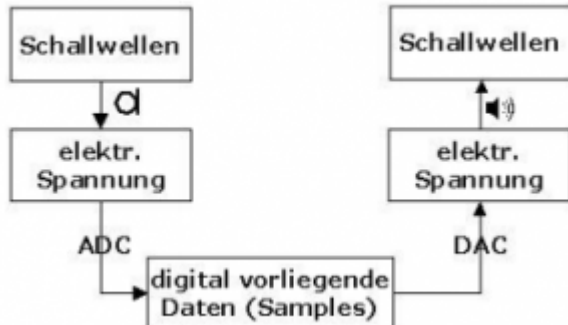 Schallwellen
elektr.
Spannung
ADC
digital vorliegende
Daten (Samples)
DAC
elektr.
Spannung
Schallwellen